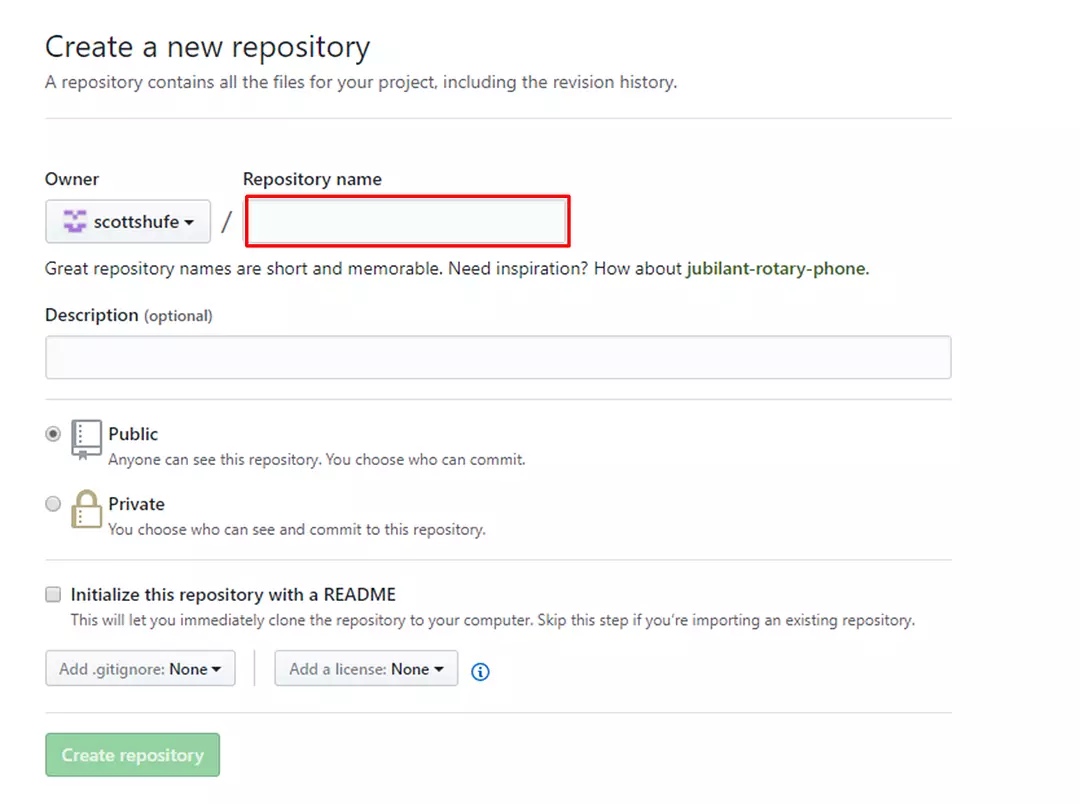 Create a new repository
A repository contains all the files for your project, including the revision history.
Owner
Repository name
scottshufe
/
Great repository names are short and memorable. Need inspiration? How about jubilant-rotary-phone.
Description (optional)
Public
Anyone can see this repository. You choose who can commit.
Private
You choose who can see and commit to this repository.
Initialize this repository with a README
This will let you immediately clone the repository to your computer. Skip this step if you’re importing an existing repository.
Add .gitignore: None
Add a license: None
Create repository